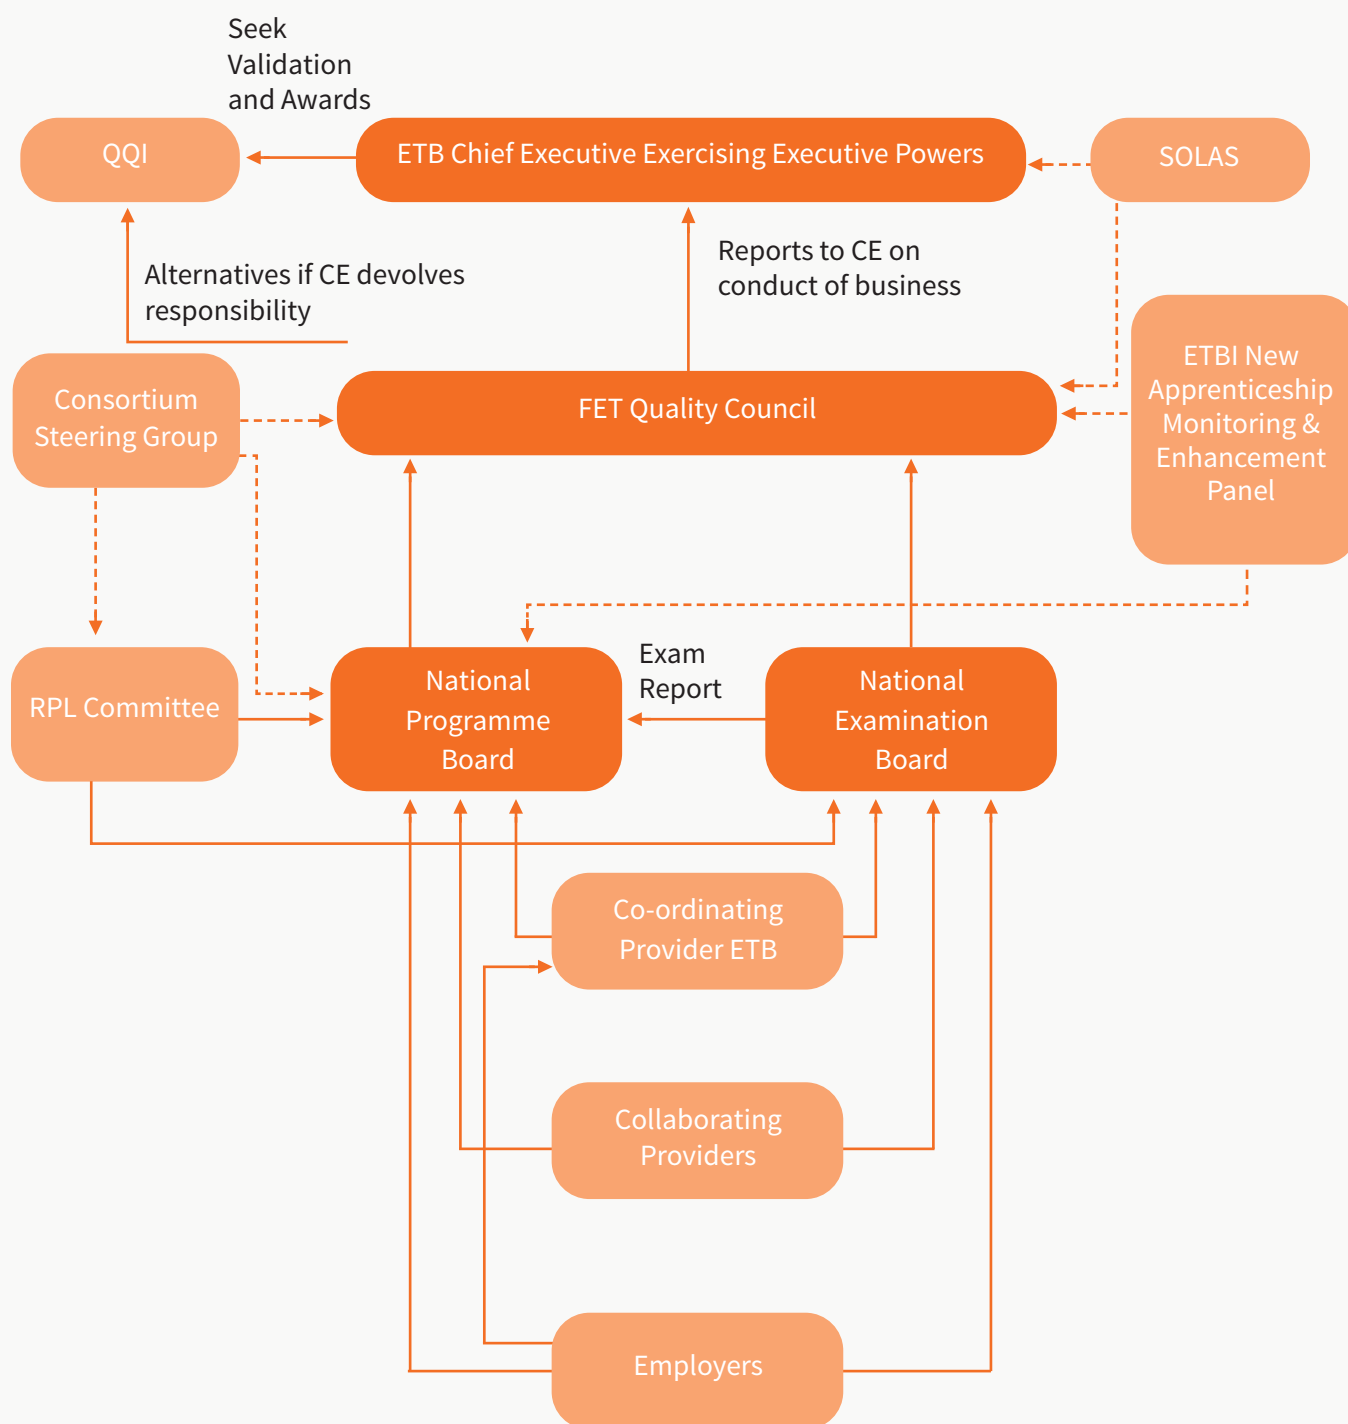 Seek
Validation
and Awards
QQI
ETB Chief Executive Exercising Executive Powers
SOLAS
Alternatives if CE devolves
responsibility
Reports to CE on
conduct of business
Consortium
Steering Group
FET Quality Council
ETBI New
Apprenticeship
Monitoring &
Enhancement
Panel
RPL Committee
National
Programme
Board
Exam
Report
National
Examination
Board
Co-ordinating
Provider ETB
Collaborating
Providers
Employers